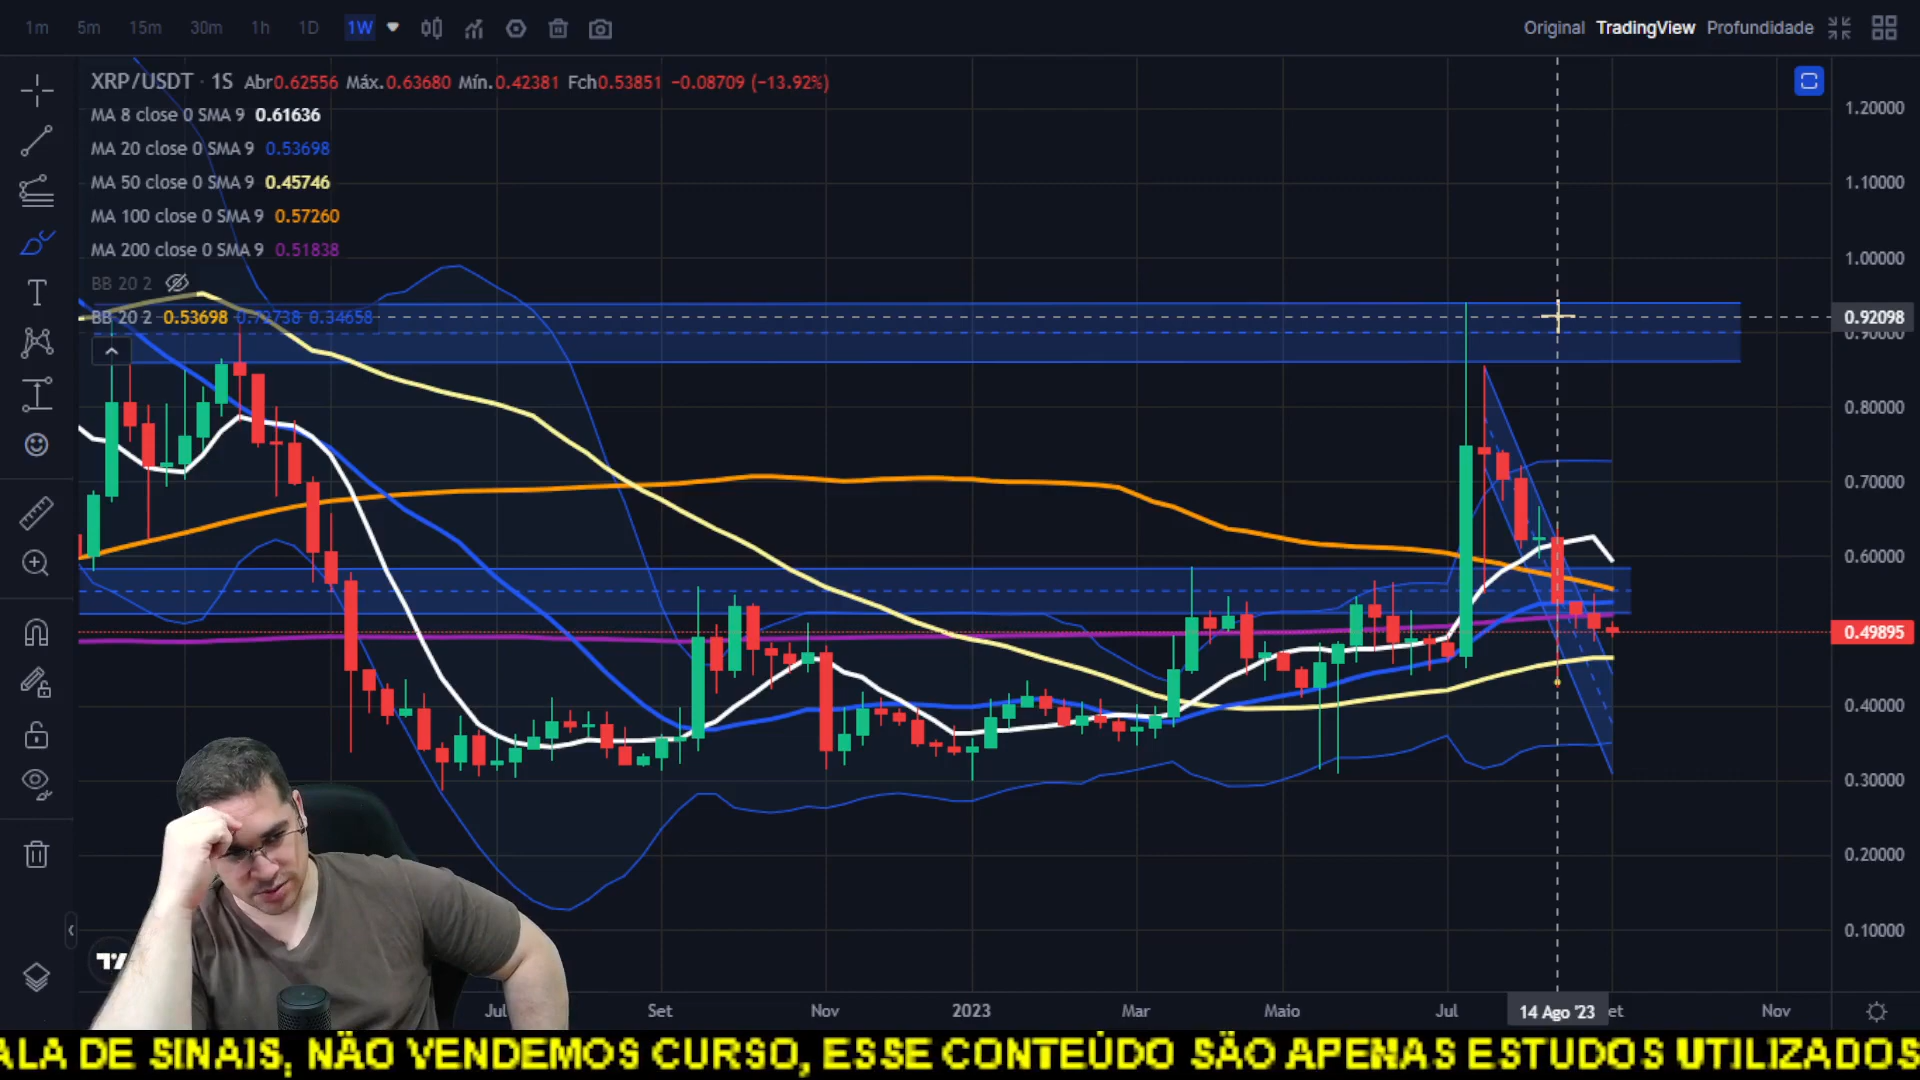 1m 5m 15m 30m 1h 1D 1W Original TradingView Profundidade
XRP/USDT · 1S Abr0.62556 Máx.0.63680 Mín.0.42381 Fch0.53851 −0.08709 (−13.92%)
MA 8 close 0 SMA 9 0.61636
MA 20 close 0 SMA 9 0.53698
MA 50 close 0 SMA 9 0.45746
MA 100 close 0 SMA 9 0.57260
MA 200 close 0 SMA 9 0.51838
BB 20 2
BB 20 2 0.53698 0.72738 0.34658
1.20000
1.10000
1.00000
0.92098
0.90000
0.80000
0.70000
0.60000
0.49895
0.40000
0.30000
0.20000
0.10000
Jul Set Nov 2023 Mar Maio Jul 14 Ago '23 et Nov
ALA DE SINAIS, NÃO VENDEMOS CURSO, ESSE CONTEÚDO SÃO APENAS ESTUDOS UTILIZADOS